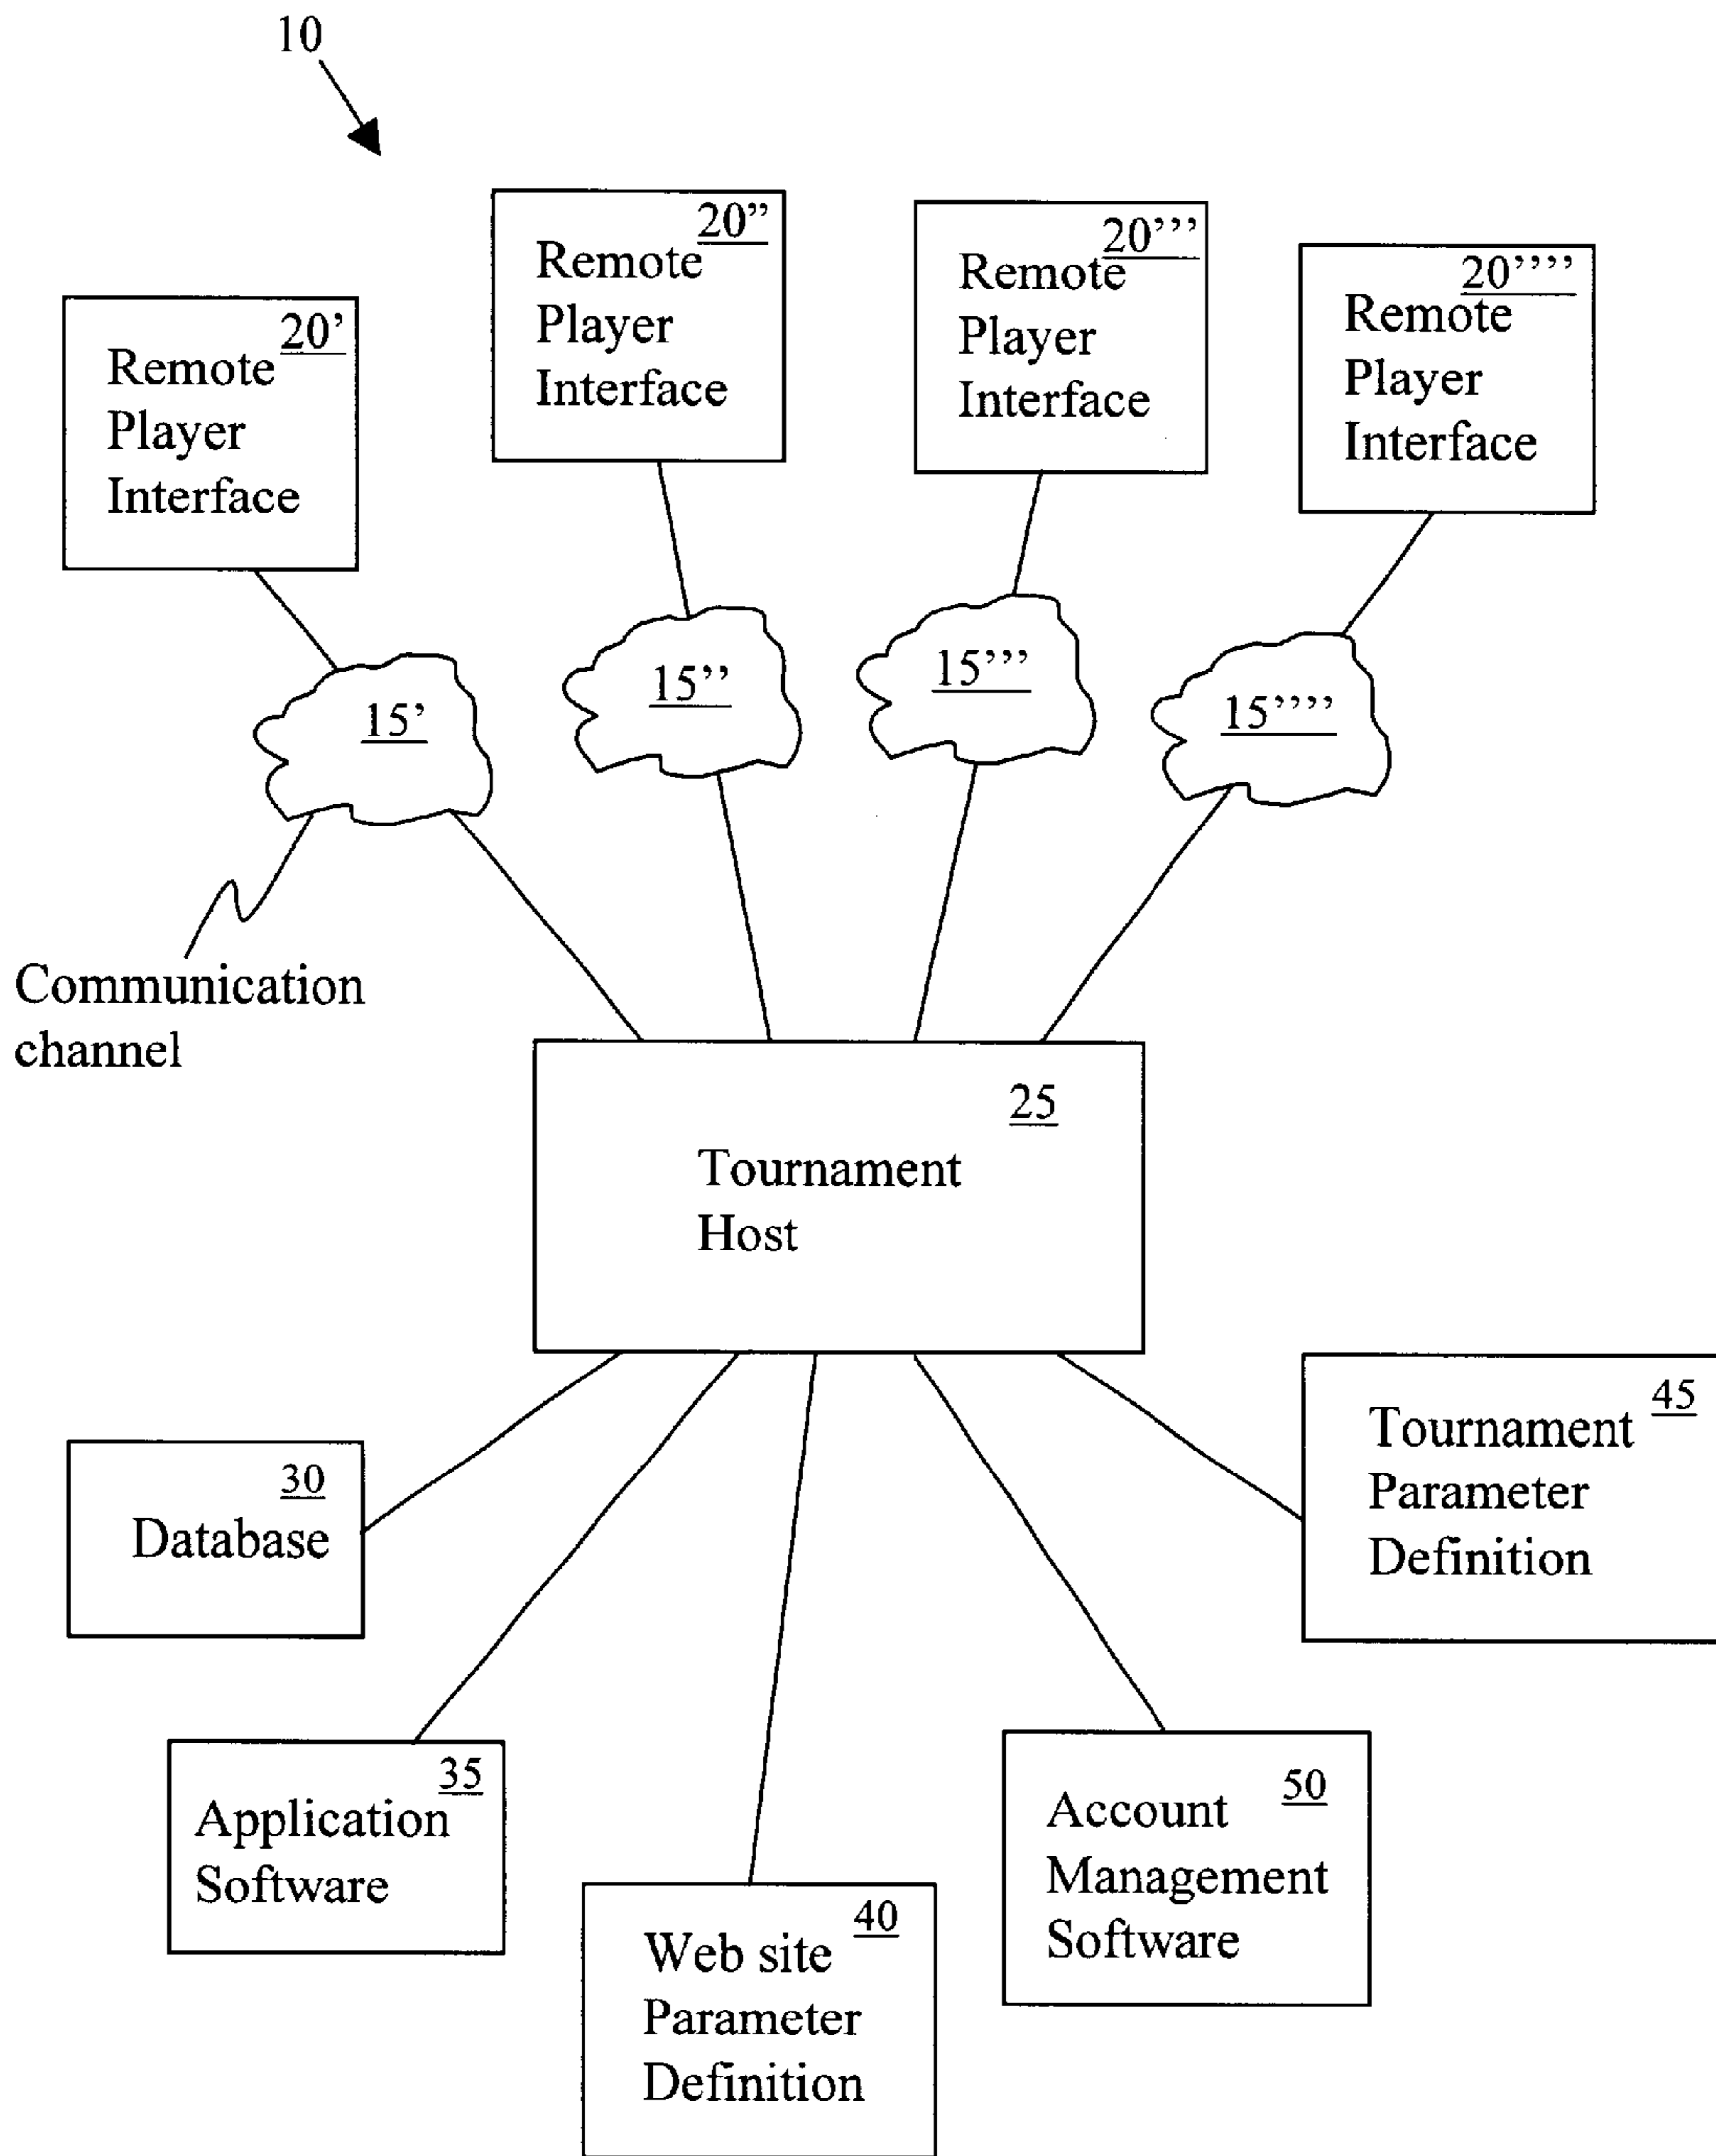 10
20'
Remote
Player
Interface
20”
Remote
Player
Interface
20’’’
Remote
Player
Interface
20’’’’
Remote
Player
Interface
15'
15’’
15’’’
15’’’’
Communication
channel
25
Tournament
Host
30
Database
35
Application
Software
40
Web site
Parameter
Definition
50
Account
Management
Software
45
Tournament
Parameter
Definition